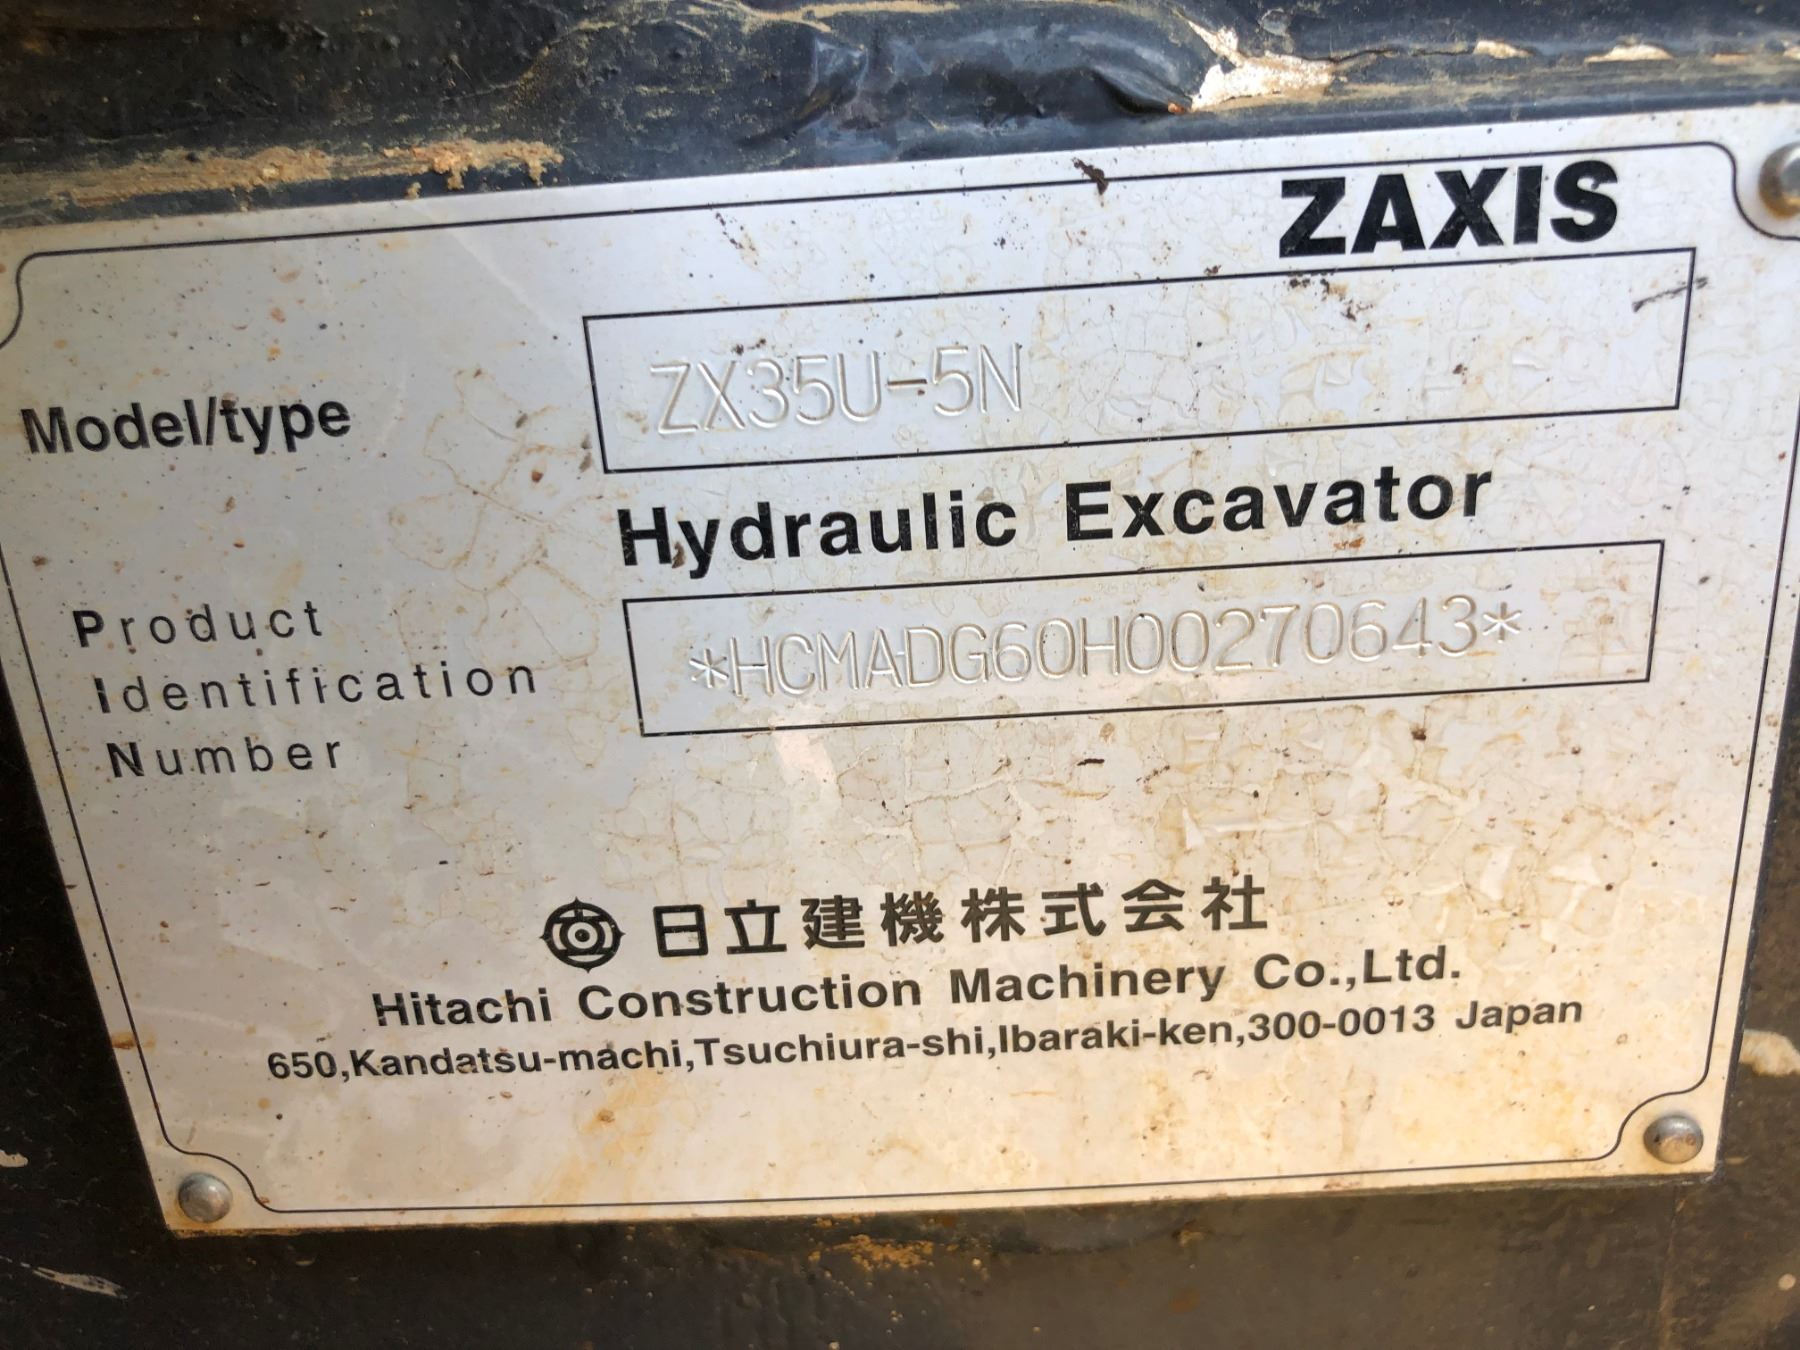 ZAXIS
Model/type
ZX35U-5N
Hydraulic Excavator
Product
Identification
Number
*HCMADG60H00270643*
日立建機株式会社
Hitachi Construction Machinery Co.,Ltd.
650,Kandatsu-machi,Tsuchiura-shi,Ibaraki-ken,300-0013 Japan